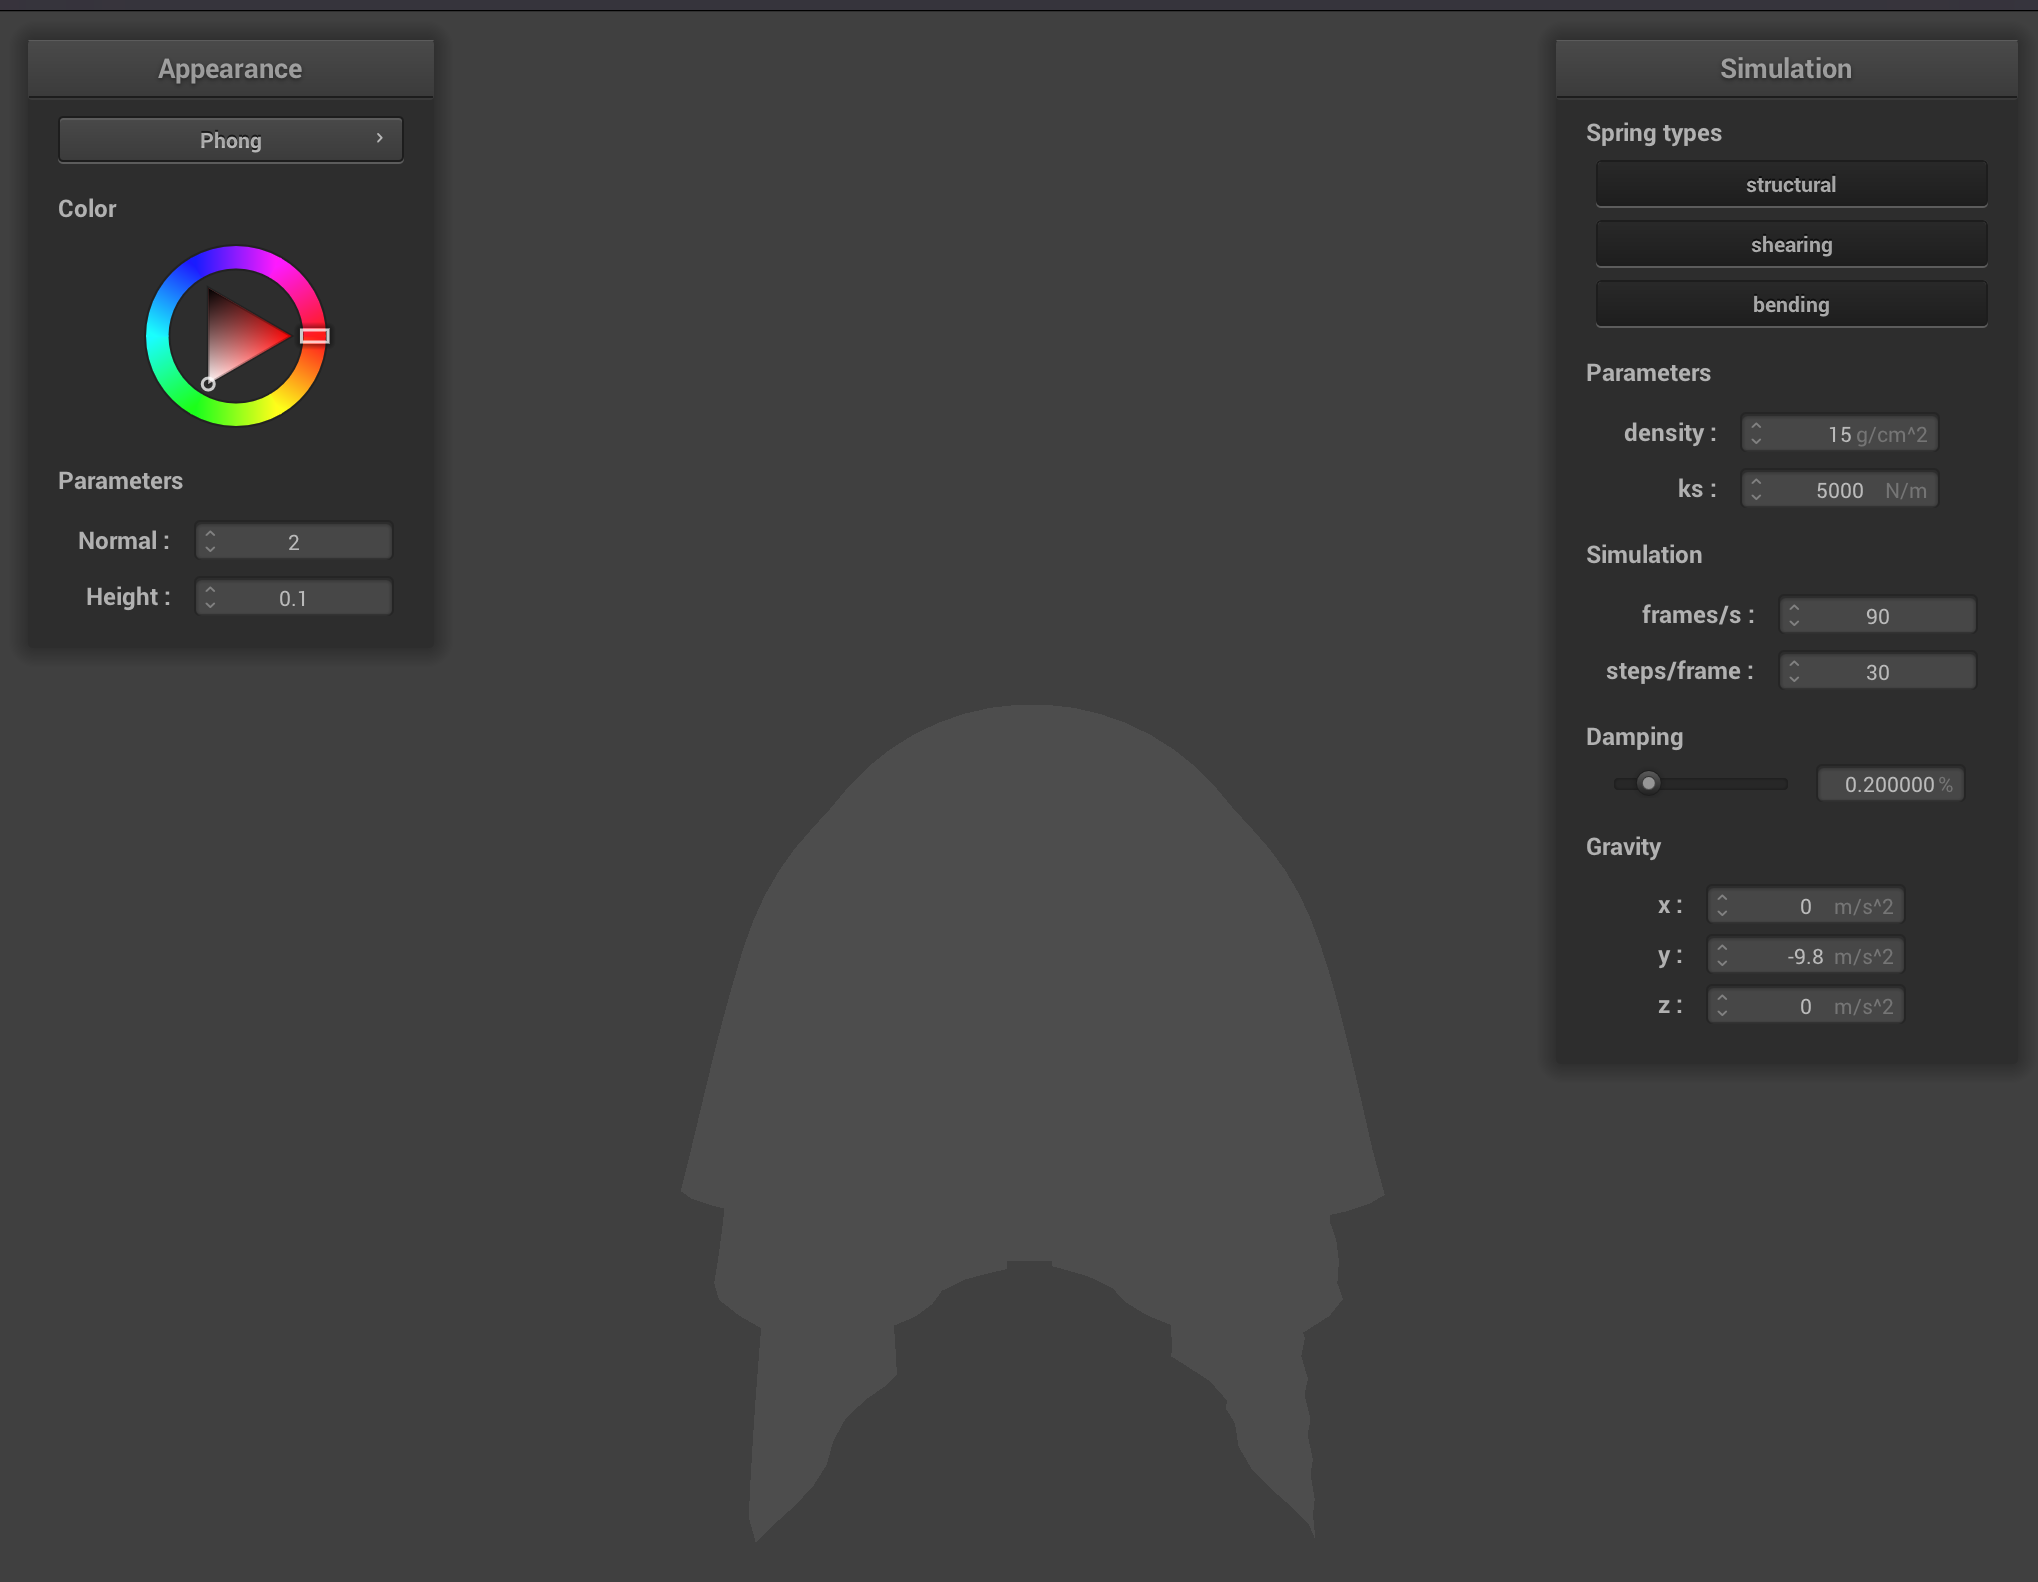 Appearance
Phong
Color
Parameters
Normal : 2
Height : 0.1
Simulation
Spring types
structural
shearing
bending
Parameters
density : 15 g/cm^2
ks : 5000 N/m
Simulation
frames/s : 90
steps/frame : 30
Damping
0.200000 %
Gravity
x : 0 m/s^2
y : -9.8 m/s^2
z : 0 m/s^2